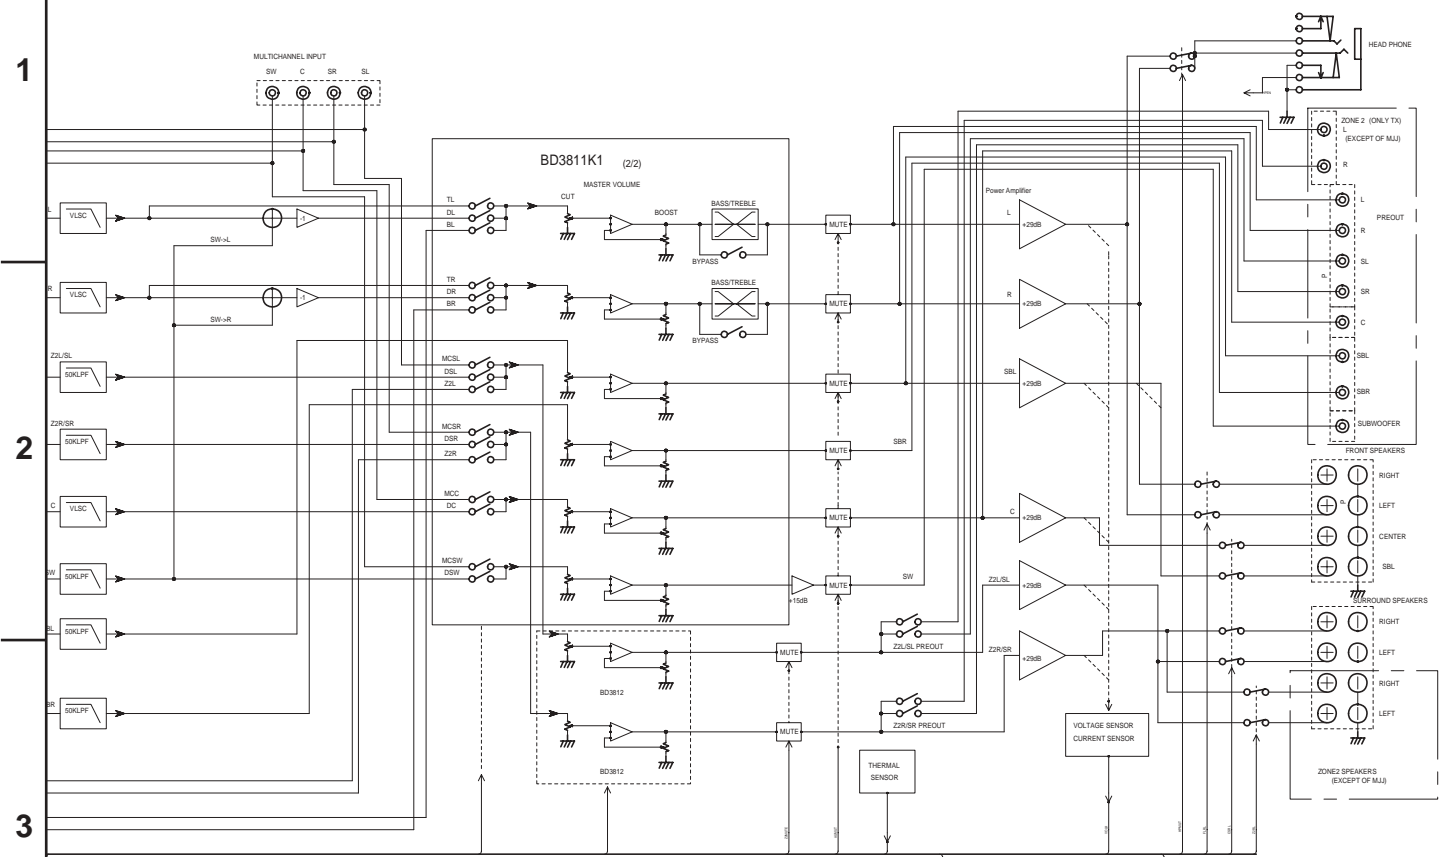 1
2
3
MULTICHANNEL INPUT
SW C SR SL
HEAD PHONE
ZONE 2 (ONLY TX)
L
(EXCEPT OF MJJ)
R
PREOUT
L
R
SL
SR
P
C
SBL
SBR
SUBWOOFER
BD3811K1 (2/2)
MASTER VOLUME
CUT
BOOST
BASS/TREBLE
BYPASS
MUTE
Power Amplifier
L
+29dB
L
VLSC
-1
SW->L
TL
DL
BL
R
VLSC
-1
SW->R
TR
DR
BR
BASS/TREBLE
BYPASS
MUTE
R
+29dB
Z2L/SL
50KLPF
MCSL
DSL
Z2L
MUTE
SBL
+29dB
Z2R/SR
50KLPF
MCSR
DSR
Z2R
MUTE
SBR
C
VLSC
MCC
DC
MUTE
C
+29dB
SW
50KLPF
MCSW
DSW
+15dB
MUTE
SW
Z2L/SL
+29dB
BL
50KLPF
MUTE
Z2L/SL PREOUT
Z2R/SR
+29dB
BD3812
BR
50KLPF
MUTE
Z2R/SR PREOUT
BD3812
THERMAL
SENSOR
VOLTAGE SENSOR
CURRENT SENSOR
FRONT SPEAKERS
RIGHT
P
LEFT
CENTER
SBL
SURROUND SPEAKERS
RIGHT
LEFT
RIGHT
LEFT
ZONE2 SPEAKERS
(EXCEPT OF MJJ)